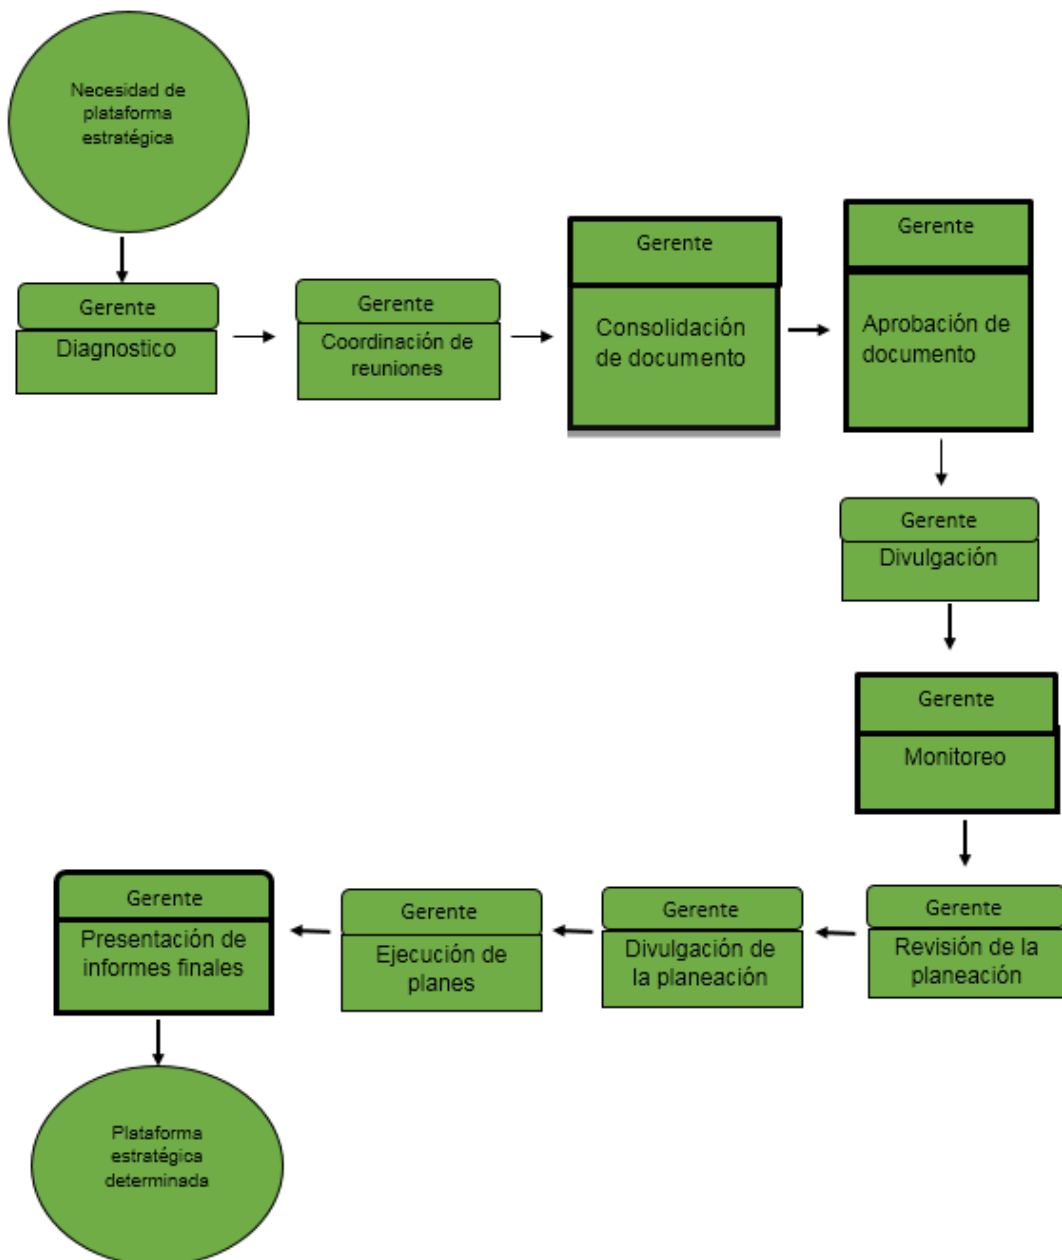 Necesidad de
plataforma
estratégica
Gerente
Diagnostico
Gerente
Coordinación de
reuniones
Gerente
Consolidación
de documento
Gerente
Aprobación de
documento
Gerente
Divulgación
Gerente
Monitoreo
Gerente
Revisión de la
planeación
Gerente
Divulgación de
la planeación
Gerente
Ejecución de
planes
Gerente
Presentación de
informes finales
Plataforma
estratégica
determinada